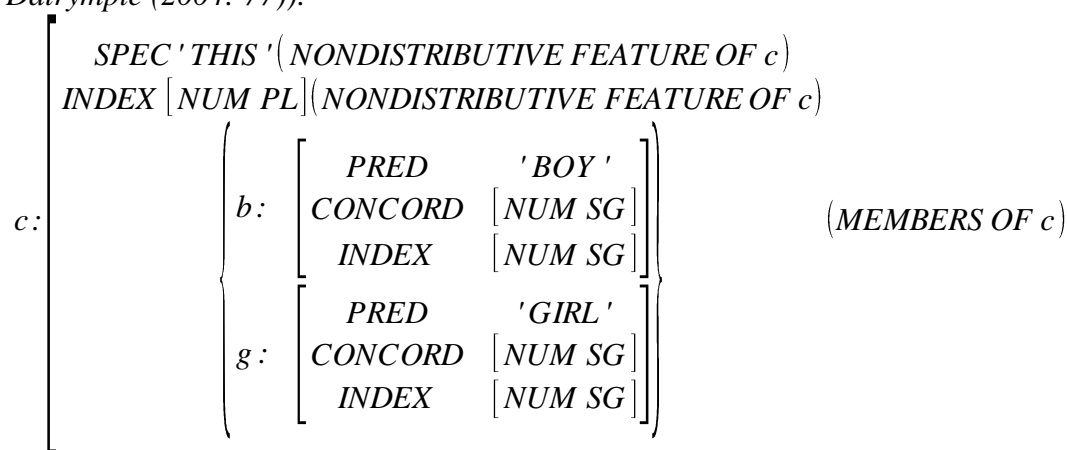 Dalrymple (2004: 77)).
SPEC ' THIS ' ( NONDISTRIBUTIVE FEATURE OF c)
INDEX [NUM PL] (NONDISTRIBUTIVE FEATURE OF c)
PRED ' BOY '
b : CONCORD [NUM SG]
INDEX [NUM SG]
c : (MEMBERS OF c)
PRED ' GIRL '
g : CONCORD [NUM SG]
INDEX [NUM SG]